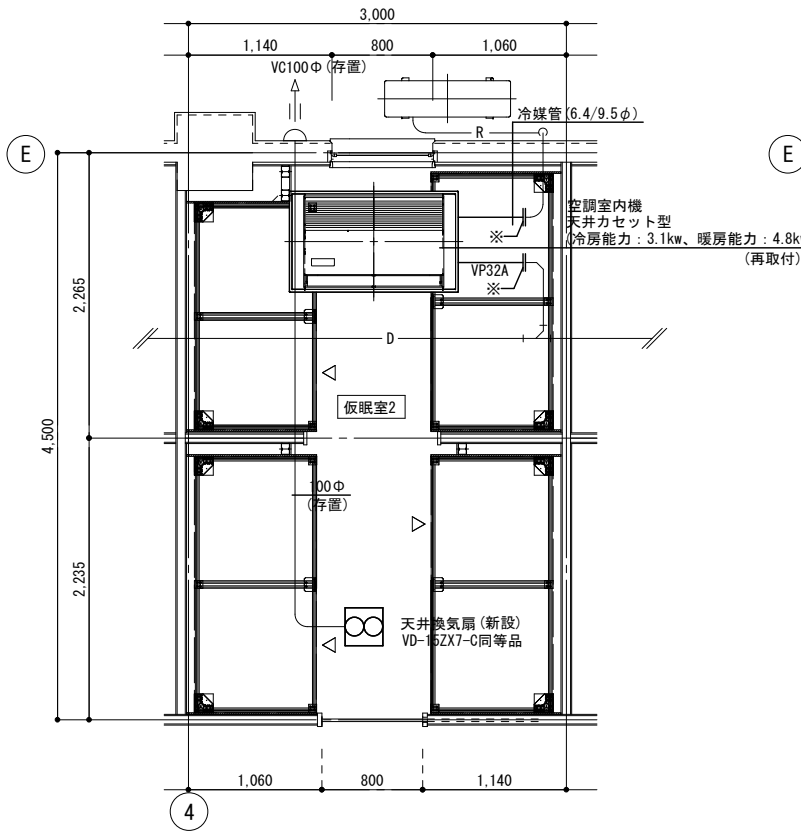 3,000
1,140
800
1,060
VC100Φ(存置)
冷媒管(6.4/9.5φ)
R
E
E
空調室内機
天井カセット型
(冷房能力：3.1kw、暖房能力：4.8k
(再取付)
※
VP32A
※
2,265
D
仮眠室2
4,500
100Φ
(存置)
2,235
天井換気扇(新設)
VD-15ZX7-C同等品
1,060
800
1,140
4